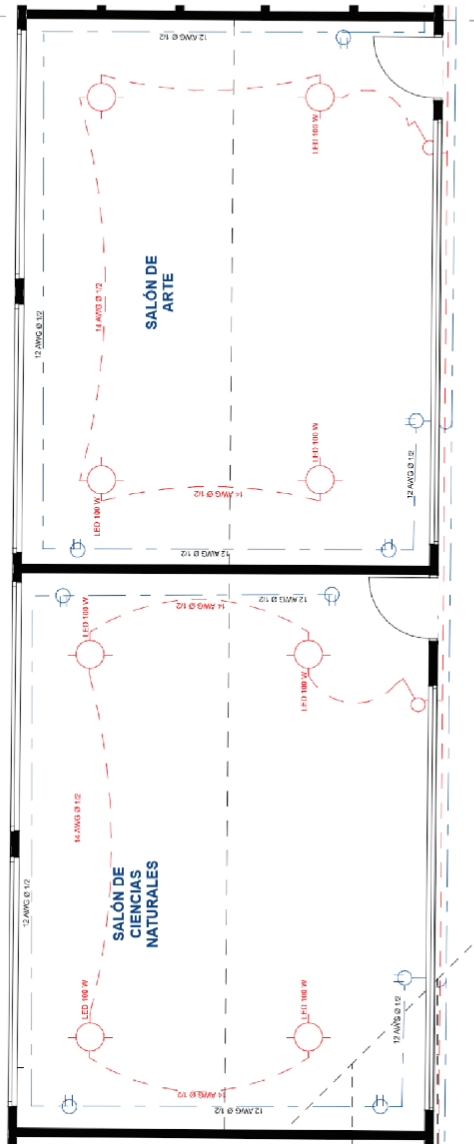 12 AWG Ø 1/2
LED 100 W
14 AWG Ø 1/2
SALÓN DE
ARTE
12 AWG Ø 1/2
LED 100 W
LED 100 W
14 AWG Ø 1/2
12 AWG Ø 1/2
12 AWG Ø 1/2
12 AWG Ø 1/2
14 AWG Ø 1/2
LED 100 W
LED 100 W
14 AWG Ø 1/2
SALÓN DE
CIENCIAS
NATURALES
12 AWG Ø 1/2
LED 100 W
LED 100 W
12 AWG Ø 1/2
14 AWG Ø 1/2
12 AWG Ø 1/2